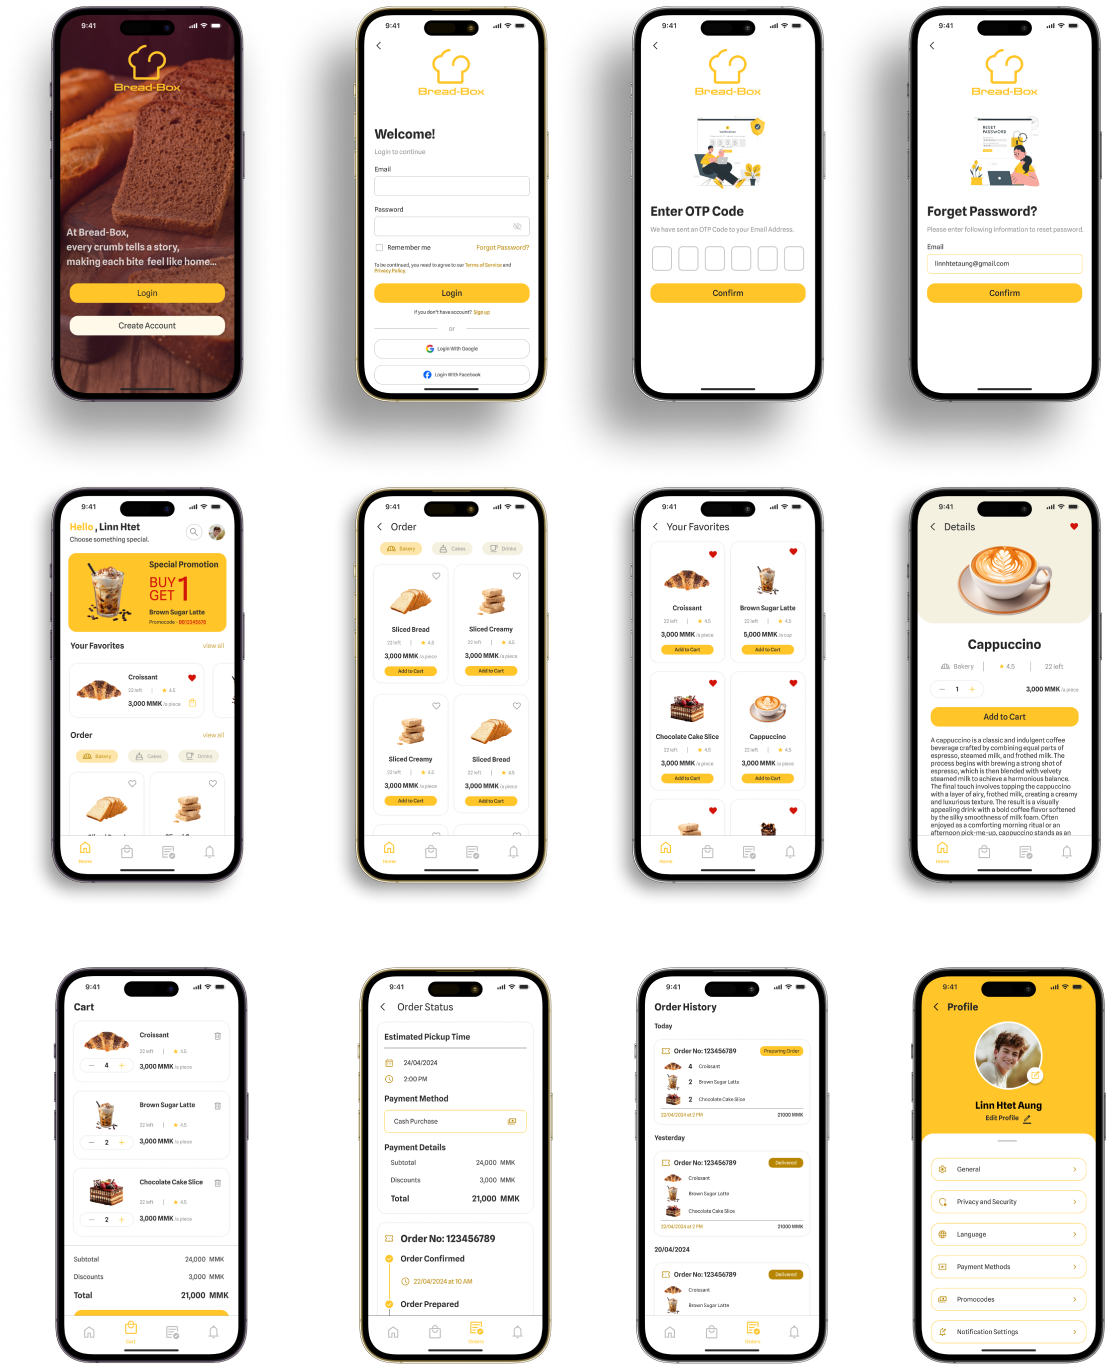 9:41
Bread-Box
At Bread-Box,
every crumb tells a story,
making each bite feel like home...
Login
Create Account
9:41
Bread-Box
Welcome!
Login to continue
Email
Password
Remember me
Forgot Password?
To be continued, you need to agree to our Terms of Service and
Privacy Policy.
Login
If you don't have account? Sign up
or
Login With Google
Login With Facebook
9:41
Bread-Box
Enter OTP Code
We have sent an OTP Code to your Email Address.
Confirm
9:41
Bread-Box
RESET
PASSWORD
Forget Password?
Please enter following information to reset password.
Email
linnhtetaung@gmail.com
Confirm
9:41
Hello , Linn Htet
Choose something special.
Special Promotion
BUY 1
GET
Brown Sugar Latte
Promocode - 0612345678
Your Favorites
view all
Croissant
22 left | 4.5
3,000 MMK /a piece
Order
view all
Bakery
Cakes
Drinks
Home
9:41
Order
Bakery
Cakes
Drinks
Sliced Bread
22 left | 4.5
3,000 MMK /a piece
Add to Cart
Sliced Creamy
22 left | 4.5
3,000 MMK /a piece
Add to Cart
Sliced Creamy
22 left | 4.5
3,000 MMK /a piece
Add to Cart
Sliced Bread
22 left | 4.5
3,000 MMK /a piece
Add to Cart
Home
9:41
Your Favorites
Croissant
22 left | 4.5
3,000 MMK /a piece
Add to Cart
Brown Sugar Latte
22 left | 4.5
5,000 MMK /a cup
Add to Cart
Chocolate Cake Slice
22 left | 4.5
3,000 MMK /a piece
Add to Cart
Cappuccino
22 left | 4.5
3,000 MMK /a piece
Add to Cart
Home
9:41
Details
Cappuccino
Bakery | 4.5 | 22 left
1
3,000 MMK /a piece
Add to Cart
A cappuccino is a classic and indulgent coffee
beverage crafted by combining equal parts of
espresso, steamed milk, and frothed milk. The
process begins with brewing a strong shot of
espresso, which is then blended with velvety
steamed milk to achieve a harmonious balance.
The final touch involves topping the cappuccino
with a layer of airy, frothed milk, creating a creamy
and luxurious texture. The result is a visually
appealing drink with a bold coffee flavor softened
by the silky smoothness of milk foam. Often
enjoyed as a comforting morning ritual or an
afternoon pick-me-up, cappuccino stands as an
Home
9:41
Cart
Croissant
22 left | 4.5
4
3,000 MMK /a piece
Brown Sugar Latte
22 left | 4.5
2
3,000 MMK /a piece
Chocolate Cake Slice
22 left | 4.5
2
3,000 MMK /a piece
Subtotal 24,000 MMK
Discounts 3,000 MMK
Total 21,000 MMK
Cart
9:41
Order Status
Estimated Pickup Time
24/04/2024
2:00 PM
Payment Method
Cash Purchase
Payment Details
Subtotal 24,000 MMK
Discounts 3,000 MMK
Total 21,000 MMK
Order No: 123456789
Order Confirmed
22/04/2024 at 10 AM
Order Prepared
Orders
9:41
Order History
Today
Order No: 123456789
Preparing Order
4 Croissant
2 Brown Sugar Latte
2 Chocolate Cake Slice
22/04/2024 at 2 PM
21000 MMK
Yesterday
Order No: 123456789
Delivered
Croissant
Brown Sugar Latte
Chocolate Cake Slice
22/04/2024 at 2 PM
21000 MMK
20/04/2024
Order No: 123456789
Delivered
Croissant
Brown Sugar Latte
Orders
9:41
Profile
Linn Htet Aung
Edit Profile
General
Privacy and Security
Language
Payment Methods
Promocodes
Notification Settings